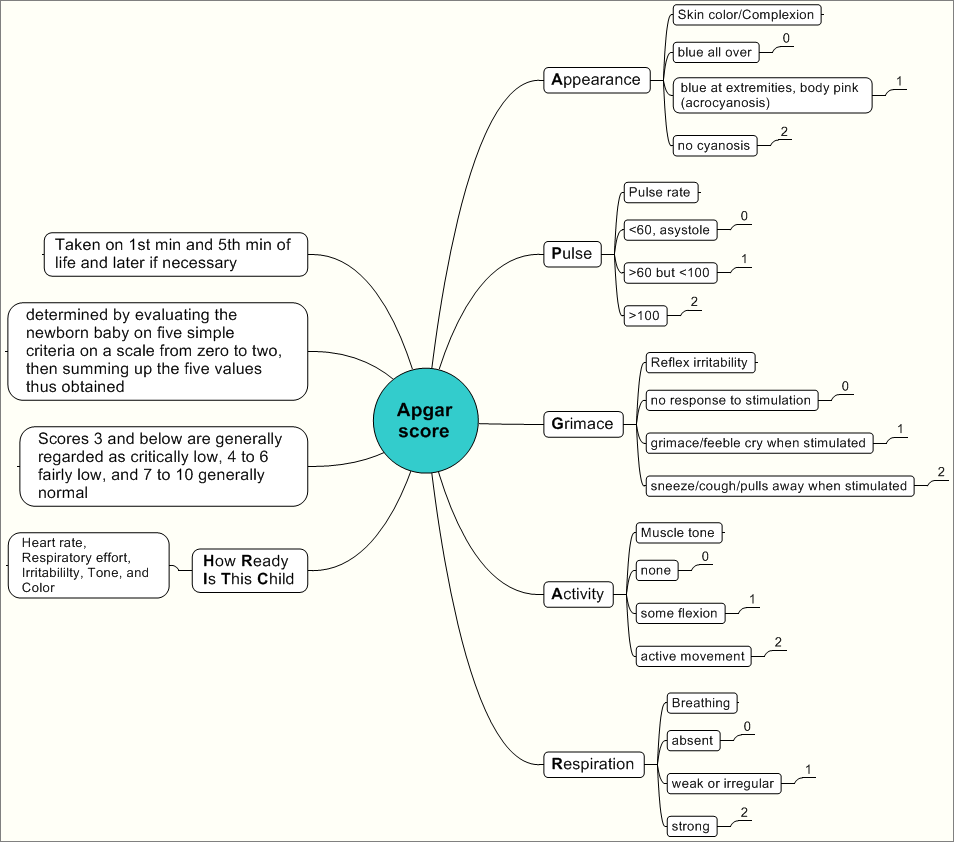 Apgar
score
Taken on 1st min and 5th min of
life and later if necessary
determined by evaluating the
newborn baby on five simple
criteria on a scale from zero to two,
then summing up the five values
thus obtained
Scores 3 and below are generally
regarded as critically low, 4 to 6
fairly low, and 7 to 10 generally
normal
How Ready
Is This Child
Heart rate,
Respiratory effort,
Irritabililty, Tone, and
Color
Appearance
Skin color/Complexion
blue all over
0
blue at extremities, body pink
(acrocyanosis)
1
no cyanosis
2
Pulse
Pulse rate
<60, asystole
0
>60 but <100
1
>100
2
Grimace
Reflex irritability
no response to stimulation
0
grimace/feeble cry when stimulated
1
sneeze/cough/pulls away when stimulated
2
Activity
Muscle tone
none
0
some flexion
1
active movement
2
Respiration
Breathing
absent
0
weak or irregular
1
strong
2